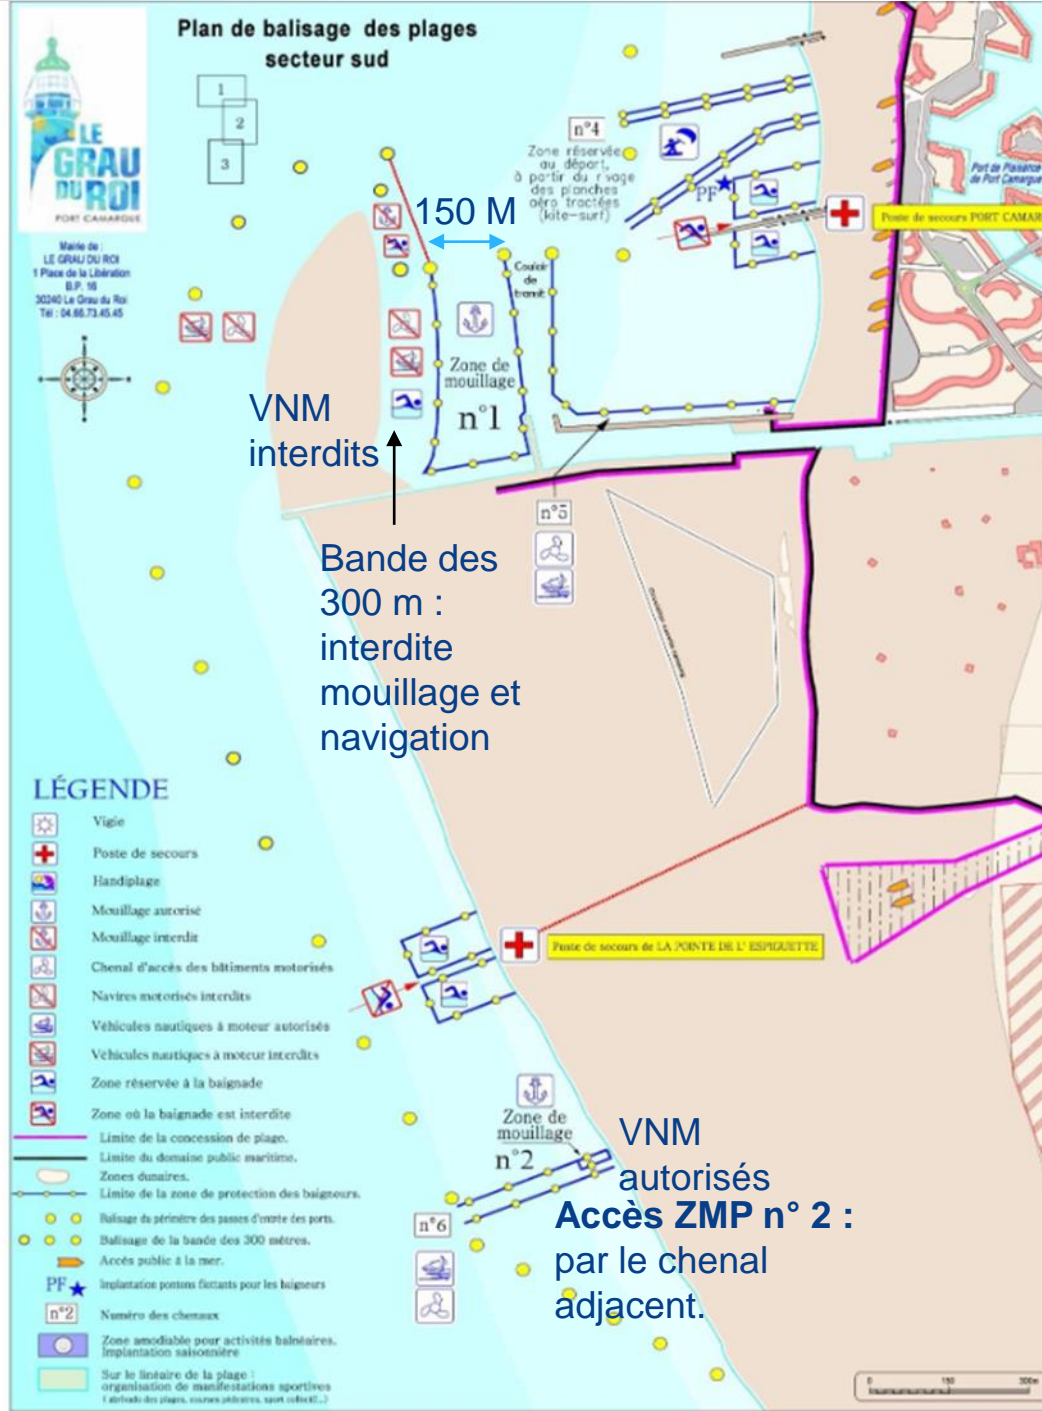 Plan de balisage des plages
secteur sud
LE
GRAU
DU ROI
PORT CAMARGUE
Mairie de :
LE GRAU DU ROI
1 Place de la Libération
B.P. 16
30240 Le Grau du Roi
Tél : 04.66.73.45.45
1
2
3
n°4
Zone réservée
au départ,
à partir du rivage
des planches
aéro tractées
(kite-surf)
PF
Port de Plaisance
de Port Camargue
Poste de secours PORT CAMAR
150 M
Couloir
de
transit
Zone de
mouillage
n°1
VNM
interdits
n°5
Bande des
300 m :
interdite
mouillage et
navigation
LÉGENDE
Vigie
Poste de secours
Handiplage
Mouillage autorisé
Mouillage interdit
Chenal d'accès des bâtiments motorisés
Navires motorisés interdits
Véhicules nautiques à moteur autorisés
Véhicules nautiques à moteur interdits
Zone réservée à la baignade
Zone où la baignade est interdite
Limite de la concession de plage.
Limite du domaine public maritime.
Zones dunaires.
Limite de la zone de protection des baigneurs.
Balisage du périmètre des passes d'entrée des ports.
Balisage de la bande des 300 mètres.
Accès public à la mer.
PF
Implantation pontons flottants pour les baigneurs
n°2
Numéro des chenaux
Zone amodiable pour activités balnéaires.
Implantation saisonnière
Sur le linéaire de la plage :
organisation de manifestations sportives
Poste de secours de LA POINTE DE L' ESPIGUETTE
Zone de
mouillage
n°2
n°6
VNM
autorisés
Accès ZMP n° 2 :
par le chenal
adjacent.
0 150 300m